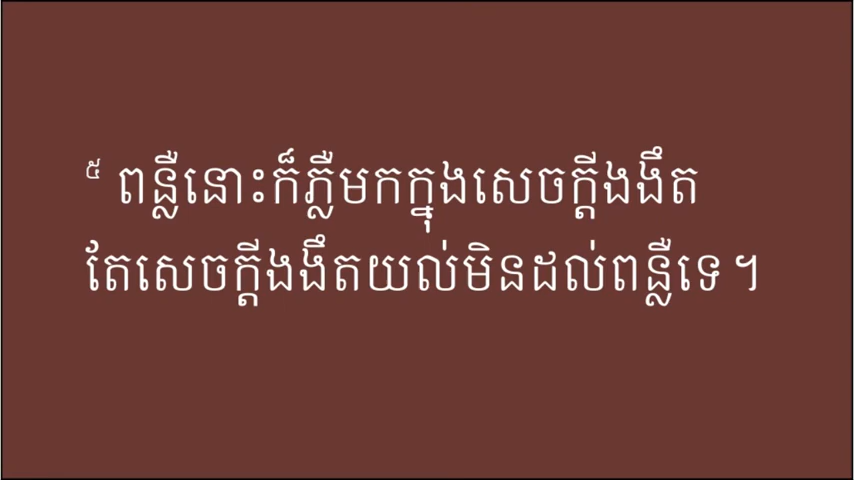 ៥ ពន្លឺនោះក៏ភ្លឺមកក្នុងសេចក្ដីងងឹត
តែសេចក្ដីងងឹតយល់មិនដល់ពន្លឺទេ ។